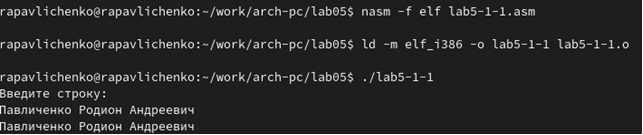 rapavlichenko@rapavlichenko:~/work/arch-pc/lab05$ nasm -f elf lab5-1-1.asm
rapavlichenko@rapavlichenko:~/work/arch-pc/lab05$ ld -m elf_i386 -o lab5-1-1 lab5-1-1.o
rapavlichenko@rapavlichenko:~/work/arch-pc/lab05$ ./lab5-1-1
Введите строку:
Павличенко Родион Андреевич
Павличенко Родион Андреевич